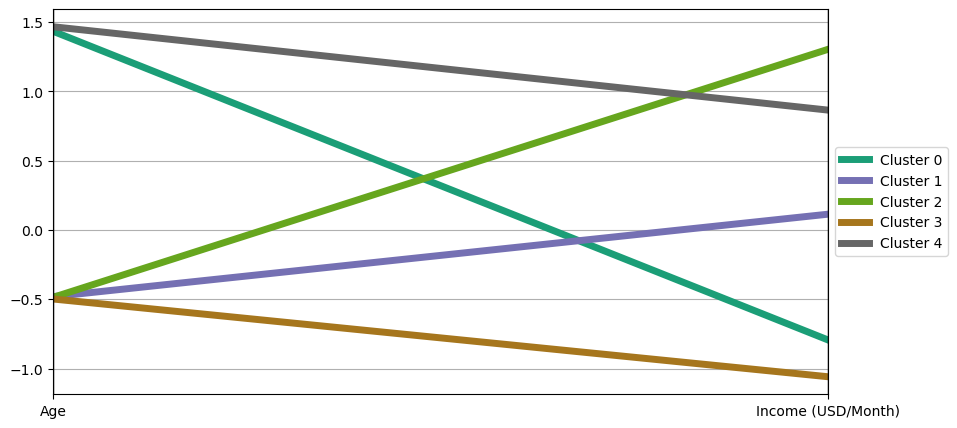 1.5
1.0
0.5
0.0
−0.5
−1.0
Age
Income (USD/Month)
Cluster 0
Cluster 1
Cluster 2
Cluster 3
Cluster 4